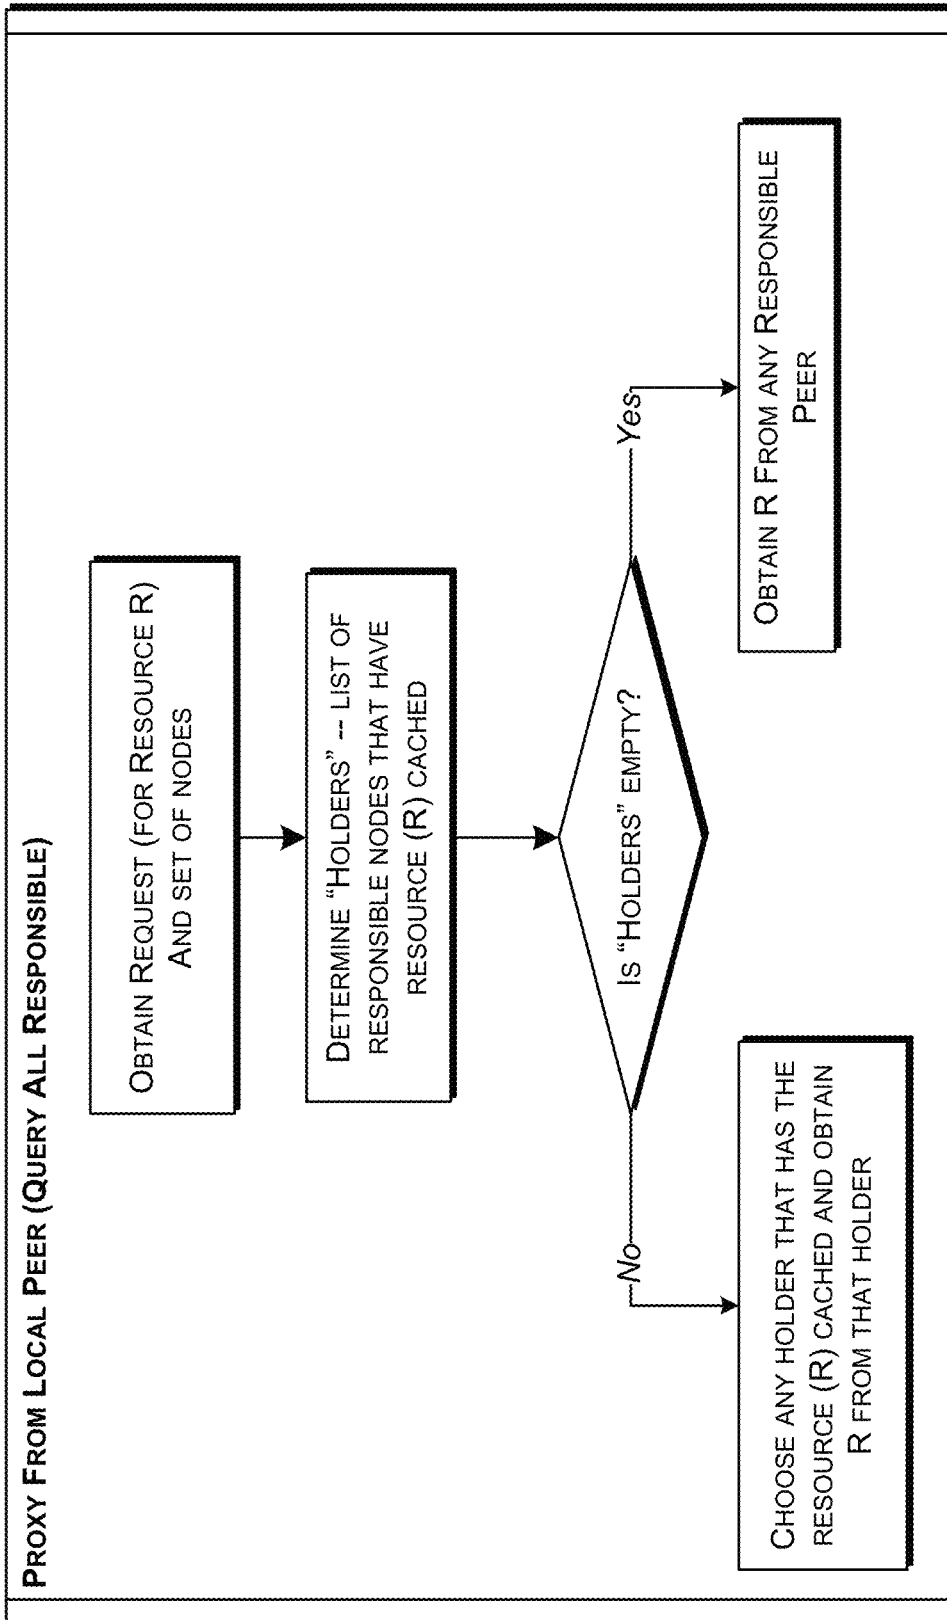 PROXY FROM LOCAL PEER (QUERY ALL RESPONSIBLE)
OBTAIN REQUEST (FOR RESOURCE R)
AND SET OF NODES
DETERMINE “HOLDERS” -- LIST OF
RESPONSIBLE NODES THAT HAVE
RESOURCE (R) CACHED
IS “HOLDERS” EMPTY?
No
Yes
CHOOSE ANY HOLDER THAT HAS THE
RESOURCE (R) CACHED AND OBTAIN
R FROM THAT HOLDER
OBTAIN R FROM ANY RESPONSIBLE
PEER